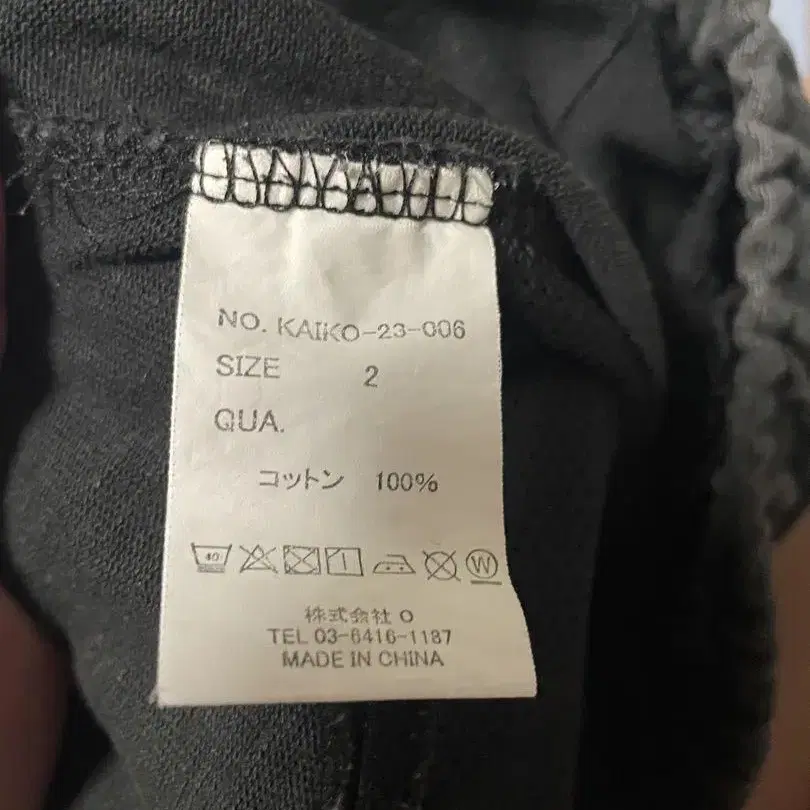 NO. KAIKO-23-006
SIZE 2
QUA.
コットン 100%
40 W
株式会社 O
TEL 03-6416-1187
MADE IN CHINA